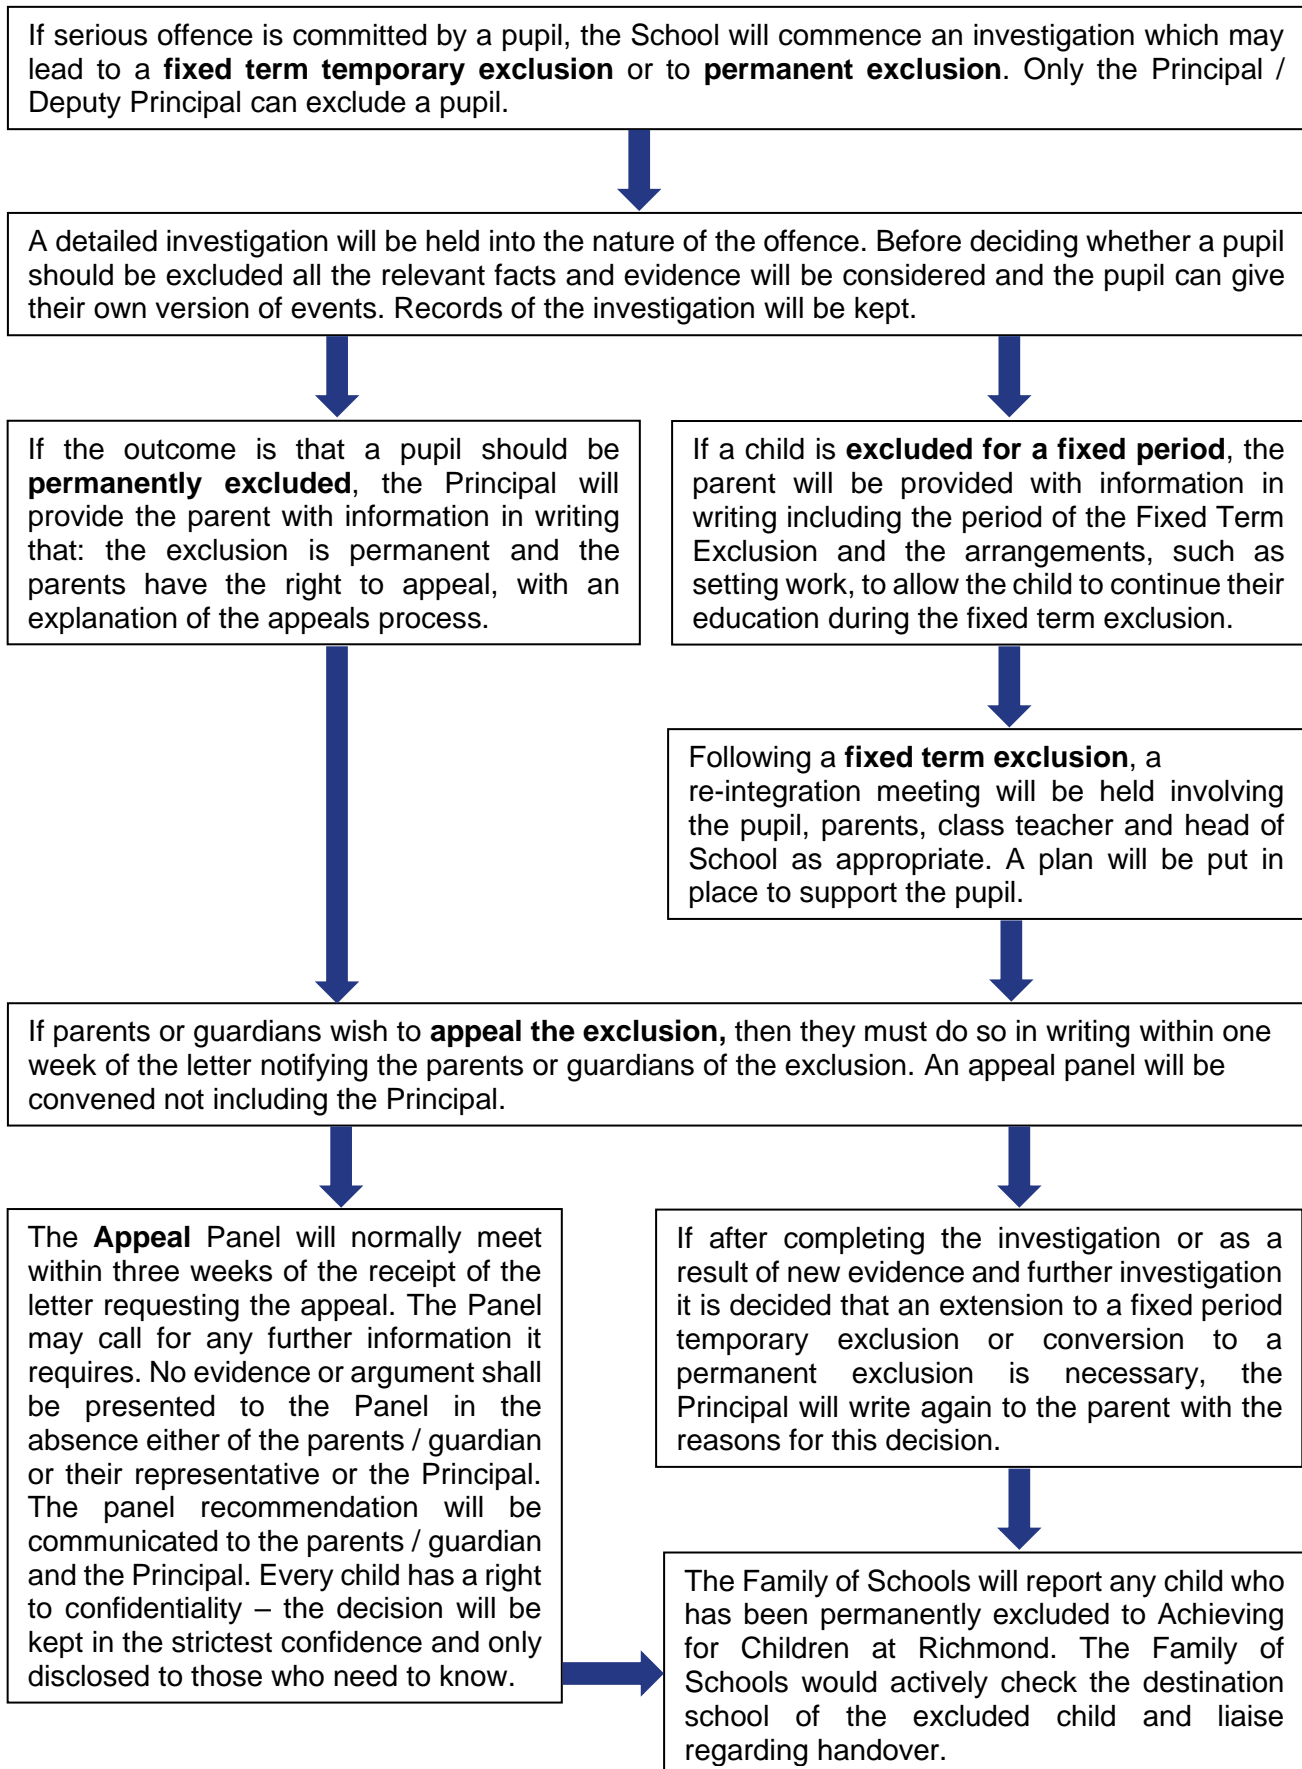 If serious offence is committed by a pupil, the School will commence an investigation which may
lead to a fixed term temporary exclusion or to permanent exclusion. Only the Principal /
Deputy Principal can exclude a pupil.
A detailed investigation will be held into the nature of the offence. Before deciding whether a pupil
should be excluded all the relevant facts and evidence will be considered and the pupil can give
their own version of events. Records of the investigation will be kept.
If the outcome is that a pupil should be
permanently excluded, the Principal will
provide the parent with information in writing
that: the exclusion is permanent and the
parents have the right to appeal, with an
explanation of the appeals process.
If a child is excluded for a fixed period, the
parent will be provided with information in
writing including the period of the Fixed Term
Exclusion and the arrangements, such as
setting work, to allow the child to continue their
education during the fixed term exclusion.
Following a fixed term exclusion, a
re-integration meeting will be held involving
the pupil, parents, class teacher and head of
School as appropriate. A plan will be put in
place to support the pupil.
If parents or guardians wish to appeal the exclusion, then they must do so in writing within one
week of the letter notifying the parents or guardians of the exclusion. An appeal panel will be
convened not including the Principal.
The Appeal Panel will normally meet
within three weeks of the receipt of the
letter requesting the appeal. The Panel
may call for any further information it
requires. No evidence or argument shall
be presented to the Panel in the
absence either of the parents / guardian
or their representative or the Principal.
The panel recommendation will be
communicated to the parents / guardian
and the Principal. Every child has a right
to confidentiality – the decision will be
kept in the strictest confidence and only
disclosed to those who need to know.
If after completing the investigation or as a
result of new evidence and further investigation
it is decided that an extension to a fixed period
temporary exclusion or conversion to a
permanent exclusion is necessary, the
Principal will write again to the parent with the
reasons for this decision.
The Family of Schools will report any child who
has been permanently excluded to Achieving
for Children at Richmond. The Family of
Schools would actively check the destination
school of the excluded child and liaise
regarding handover.